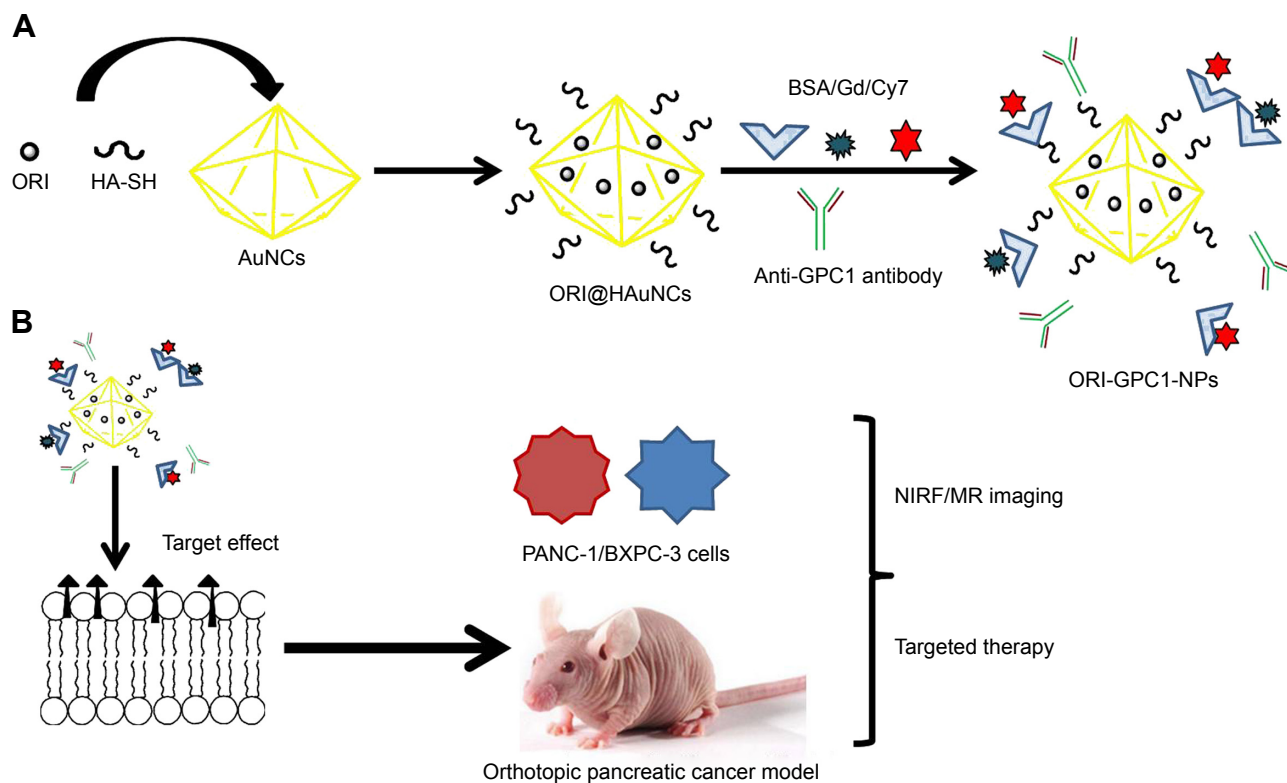 A
ORI
HA-SH
AuNCs
ORI@HAuNCs
BSA/Gd/Cy7
Anti-GPC1 antibody
ORI-GPC1-NPs
B
Target effect
PANC-1/BXPC-3 cells
Orthotopic pancreatic cancer model
NIRF/MR imaging
Targeted therapy